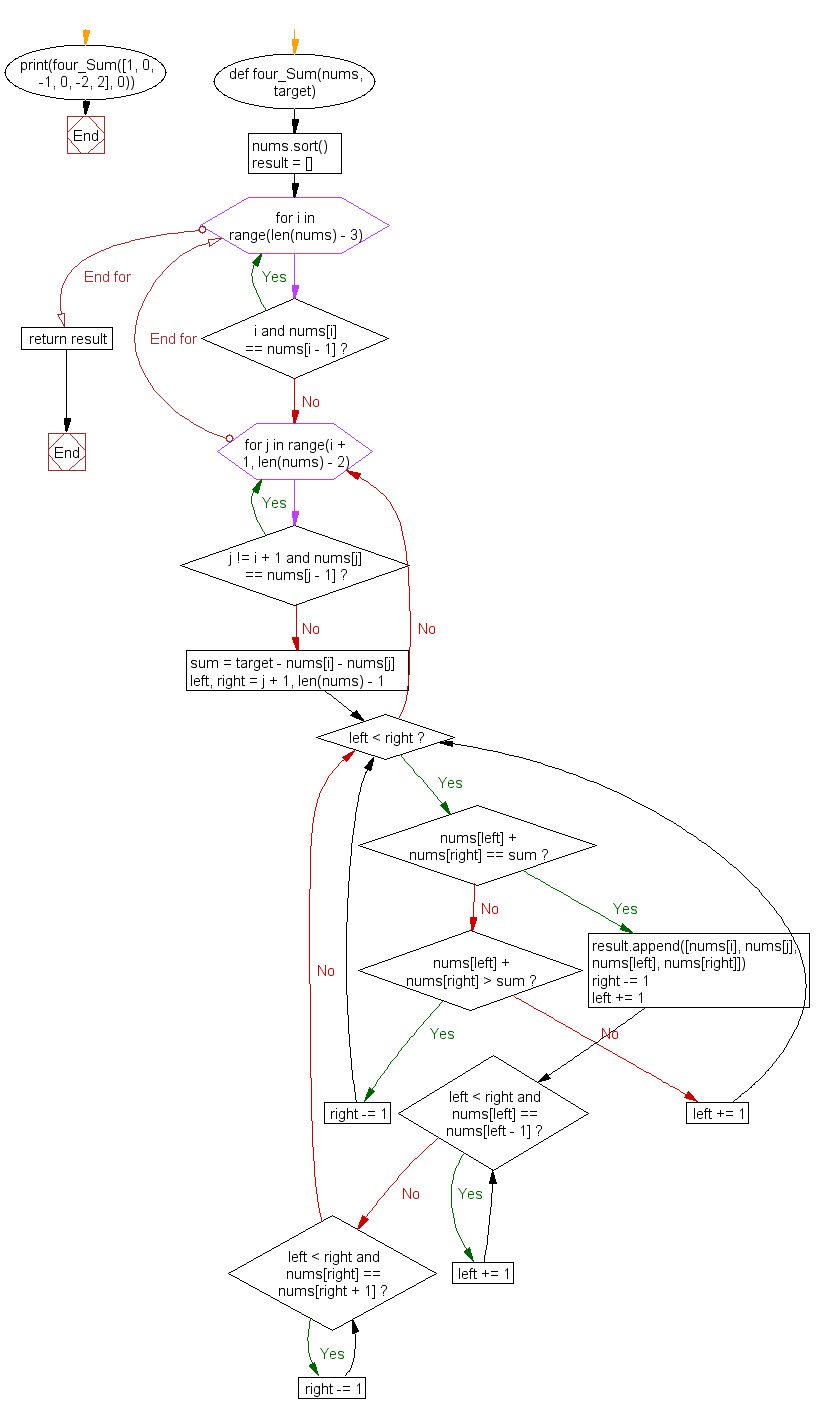 print(four_Sum([1, 0,
-1, 0, -2, 2], 0))
End
def four_Sum(nums,
target)
nums.sort()
result = []
for i in
range(len(nums) - 3)
End for
Yes
return result
End
End for
i and nums[i]
== nums[i - 1] ?
No
for j in range(i +
1, len(nums) - 2)
Yes
j != i + 1 and nums[j]
== nums[j - 1] ?
No
No
sum = target - nums[i] - nums[j]
left, right = j + 1, len(nums) - 1
left < right ?
Yes
nums[left] +
nums[right] == sum ?
No
Yes
nums[left] +
nums[right] > sum ?
result.append([nums[i], nums[j],
nums[left], nums[right]])
right -= 1
left += 1
No
Yes
No
right -= 1
left < right and
nums[left] ==
nums[left - 1] ?
left += 1
No
Yes
left < right and
nums[right] ==
nums[right + 1] ?
left += 1
Yes
right -= 1